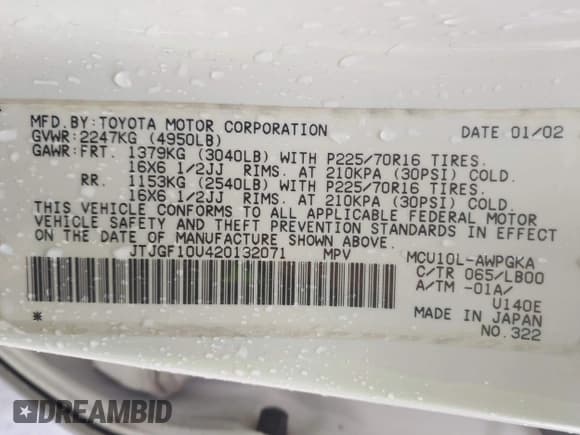 MFD. BY: TOYOTA MOTOR CORPORATION DATE 01/02
GVWR: 2247KG (4950LB)
GAWR: FRT. 1379KG (3040LB) WITH P225/70R16 TIRES.
16X6 1/2JJ RIMS. AT 210KPA (30PSI) COLD.
RR. 1153KG (2540LB) WITH P225/70R16 TIRES.
16X6 1/2JJ RIMS. AT 210KPA (30PSI) COLD.
THIS VEHICLE CONFORMS TO ALL APPLICABLE FEDERAL MOTOR
VEHICLE SAFETY AND THEFT PREVENTION STANDARDS IN EFFECT
ON THE DATE OF MANUFACTURE SHOWN ABOVE.
JTJGF10U420132071 MPV MCU10L-AWPGKA
C/TR 065/LB00
A/TM -01A/
U140E
MADE IN JAPAN
* NO. 322
DREAMBID